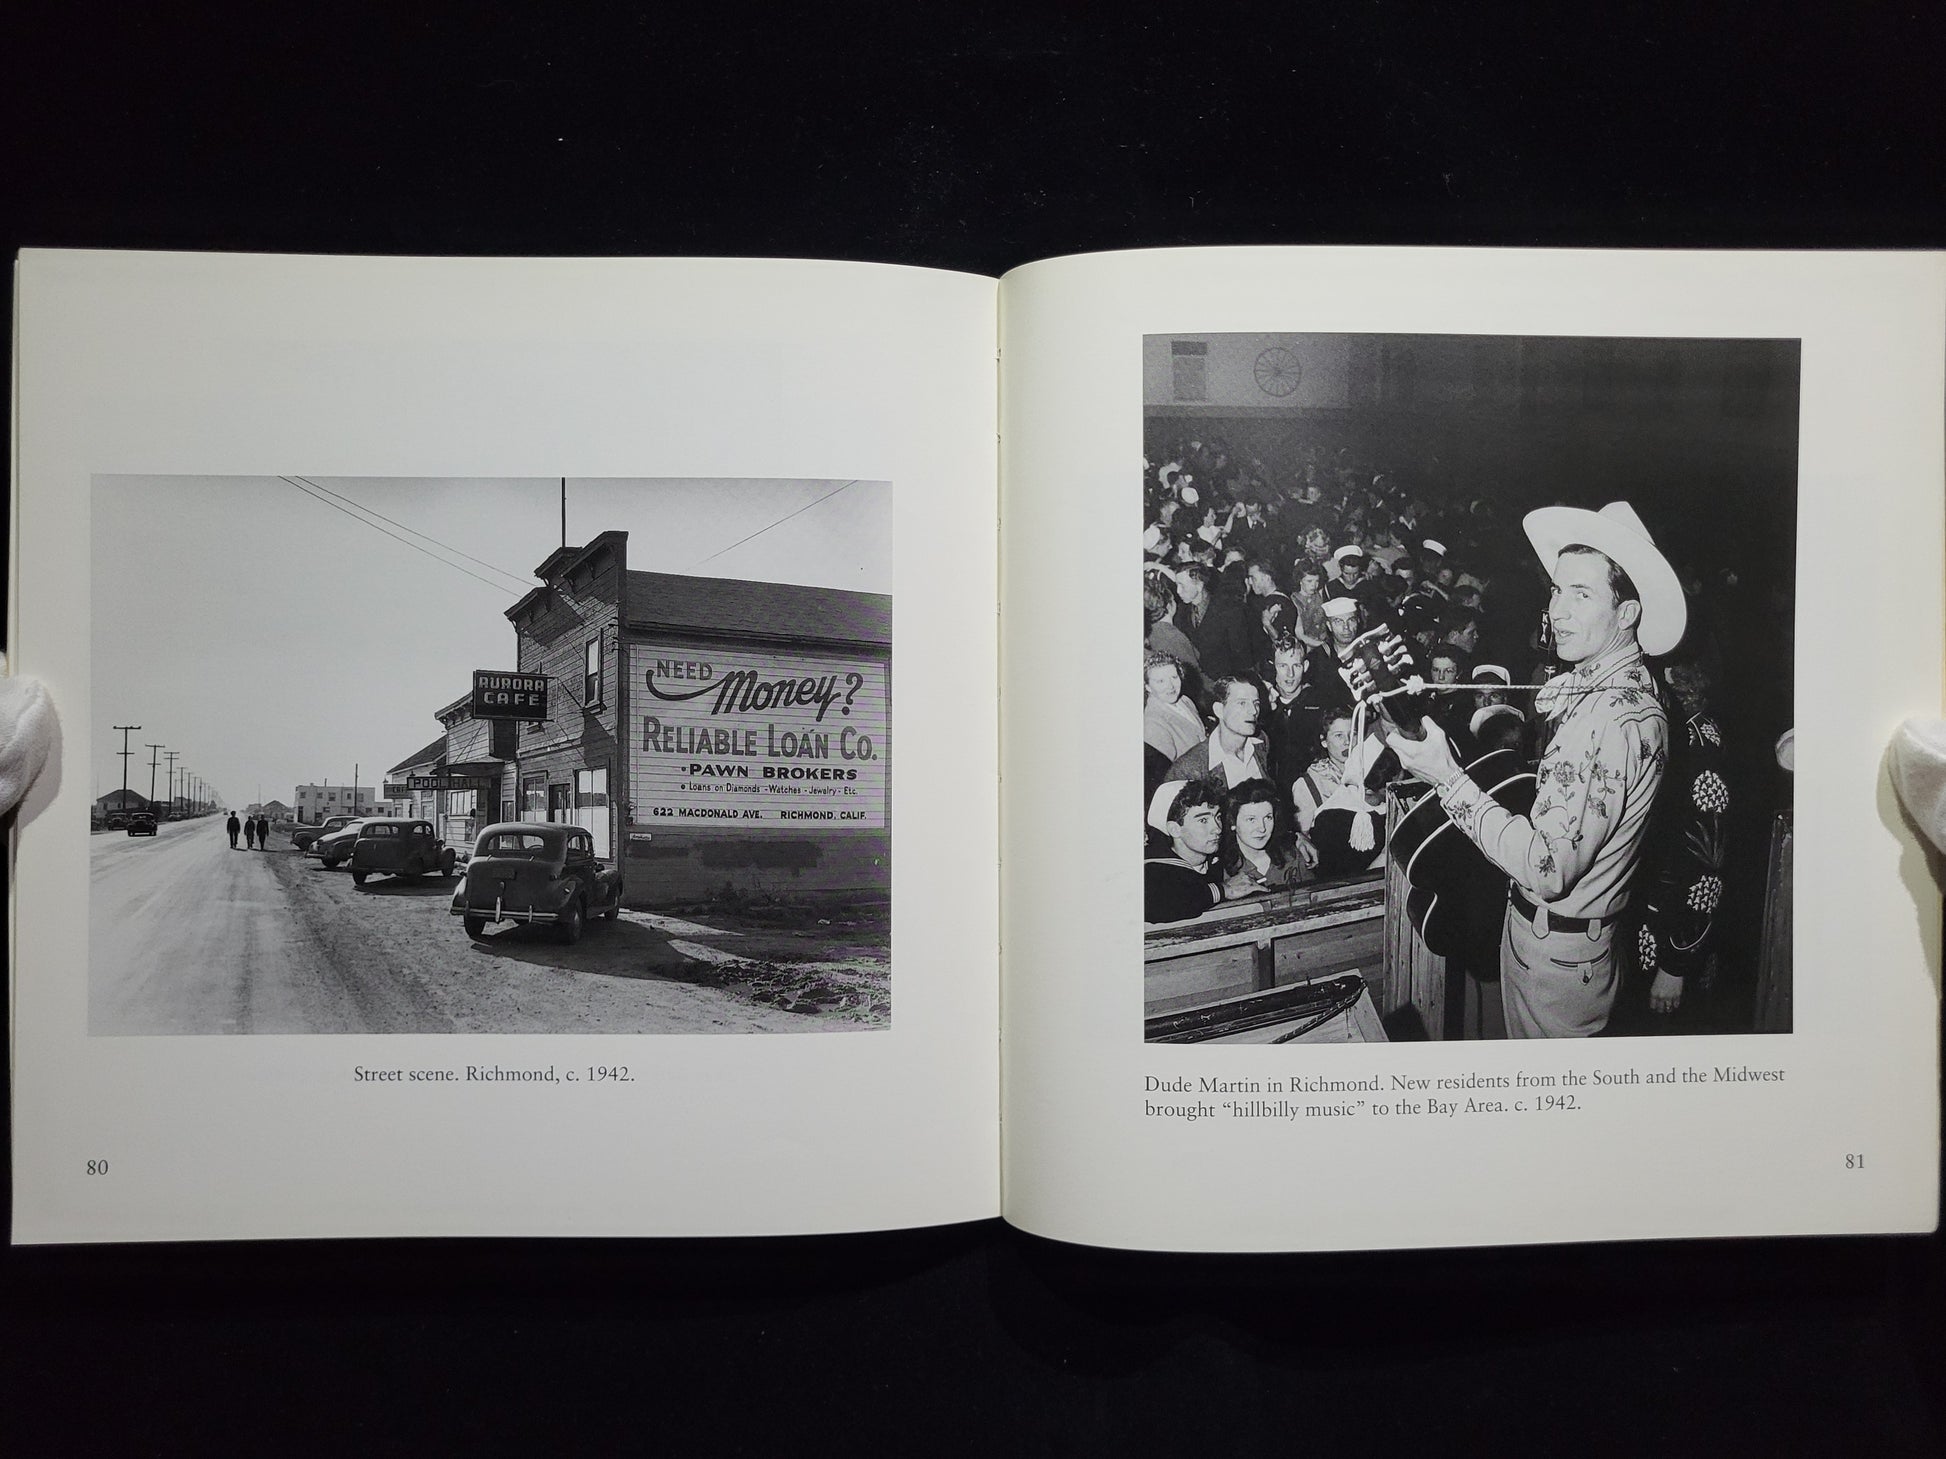 AURORA
CAFE
POOL HALL
NEED
Money?
RELIABLE LOAN CO.
• PAWN BROKERS
• Loans on Diamonds - Watches - Jewelry - Etc.
622 MACDONALD AVE. RICHMOND, CALIF.
Street scene. Richmond, c. 1942.
80
Dude Martin in Richmond. New residents from the South and the Midwest
brought “hillbilly music” to the Bay Area. c. 1942.
81